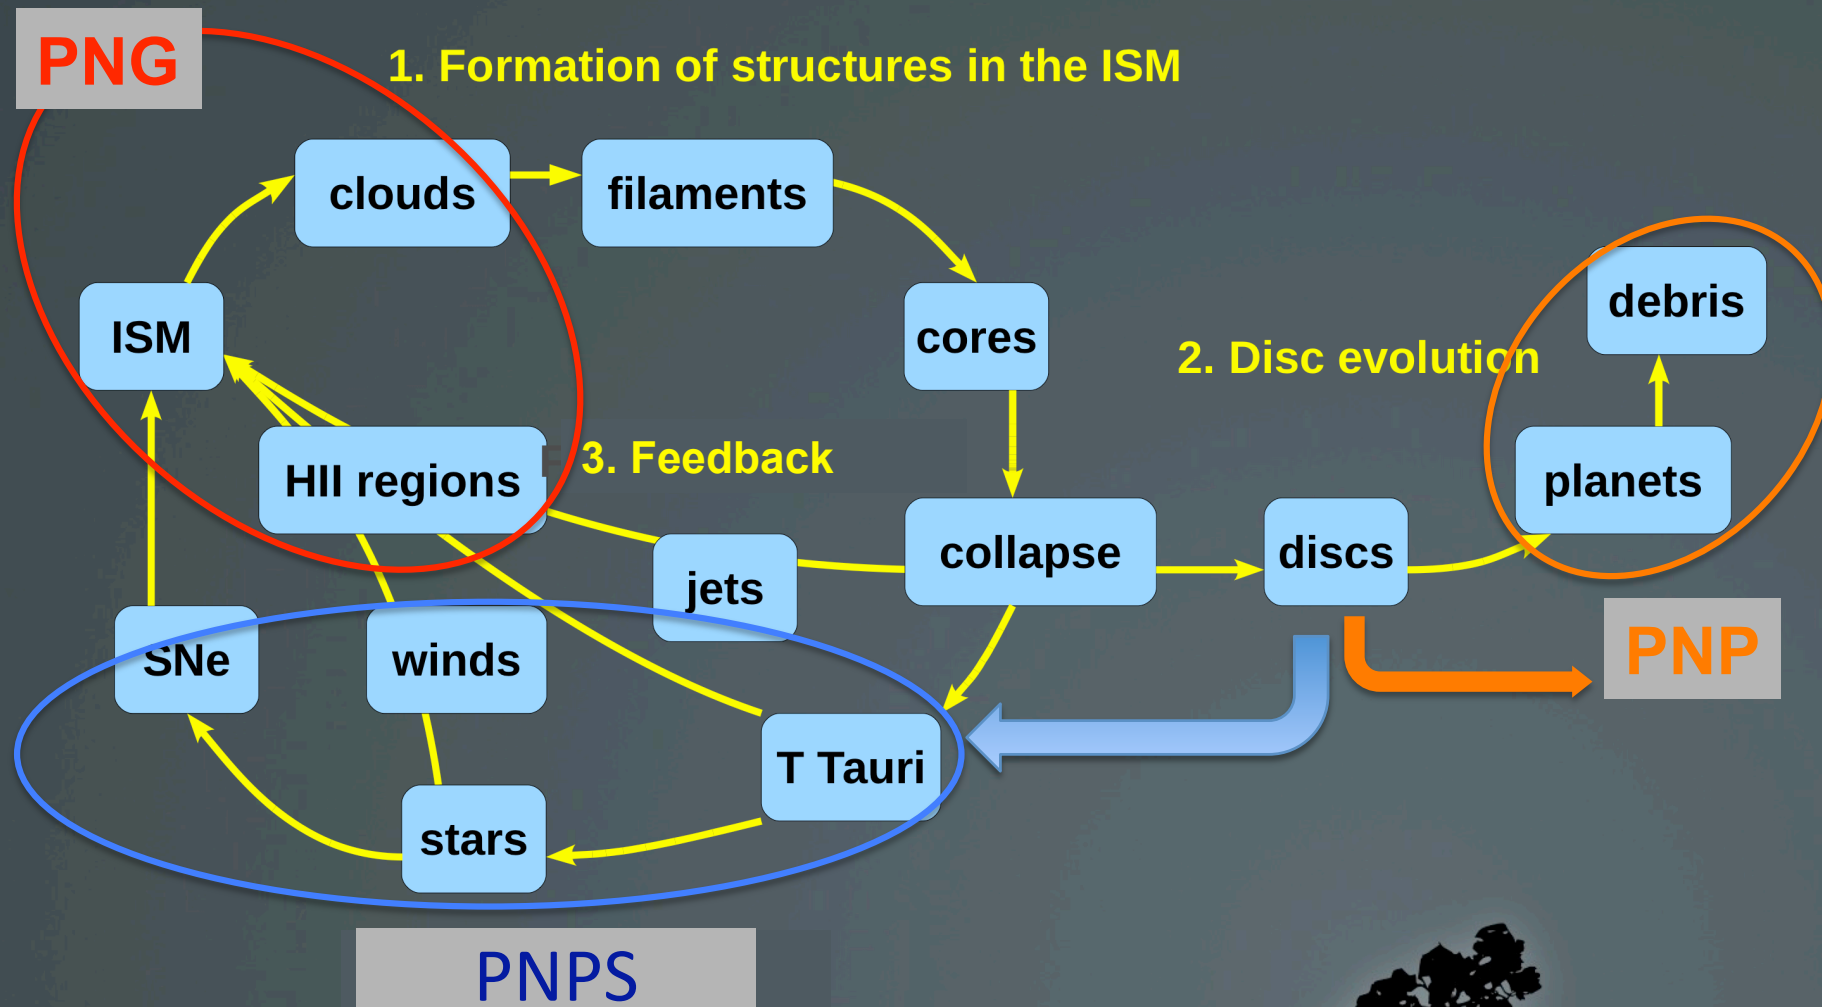 PNG
1. Formation of structures in the ISM
clouds
filaments
ISM
cores
debris
2. Disc evolution
HII regions
3. Feedback
planets
collapse
discs
jets
SNe
winds
PNP
T Tauri
stars
PNPS